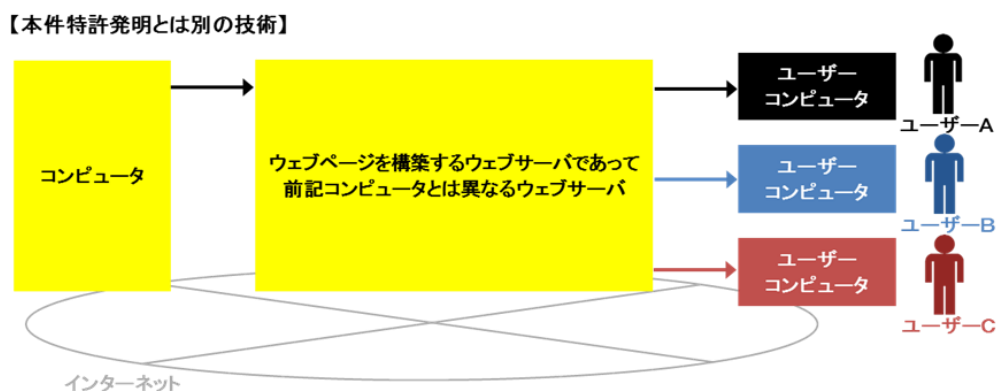 【本件特許発明とは別の技術】
コンピュータ
ウェブページを構築するウェブサーバであって
前記コンピュータとは異なるウェブサーバ
ユーザー
コンピュータ
ユーザーA
ユーザー
コンピュータ
ユーザーB
ユーザー
コンピュータ
ユーザーC
インターネット